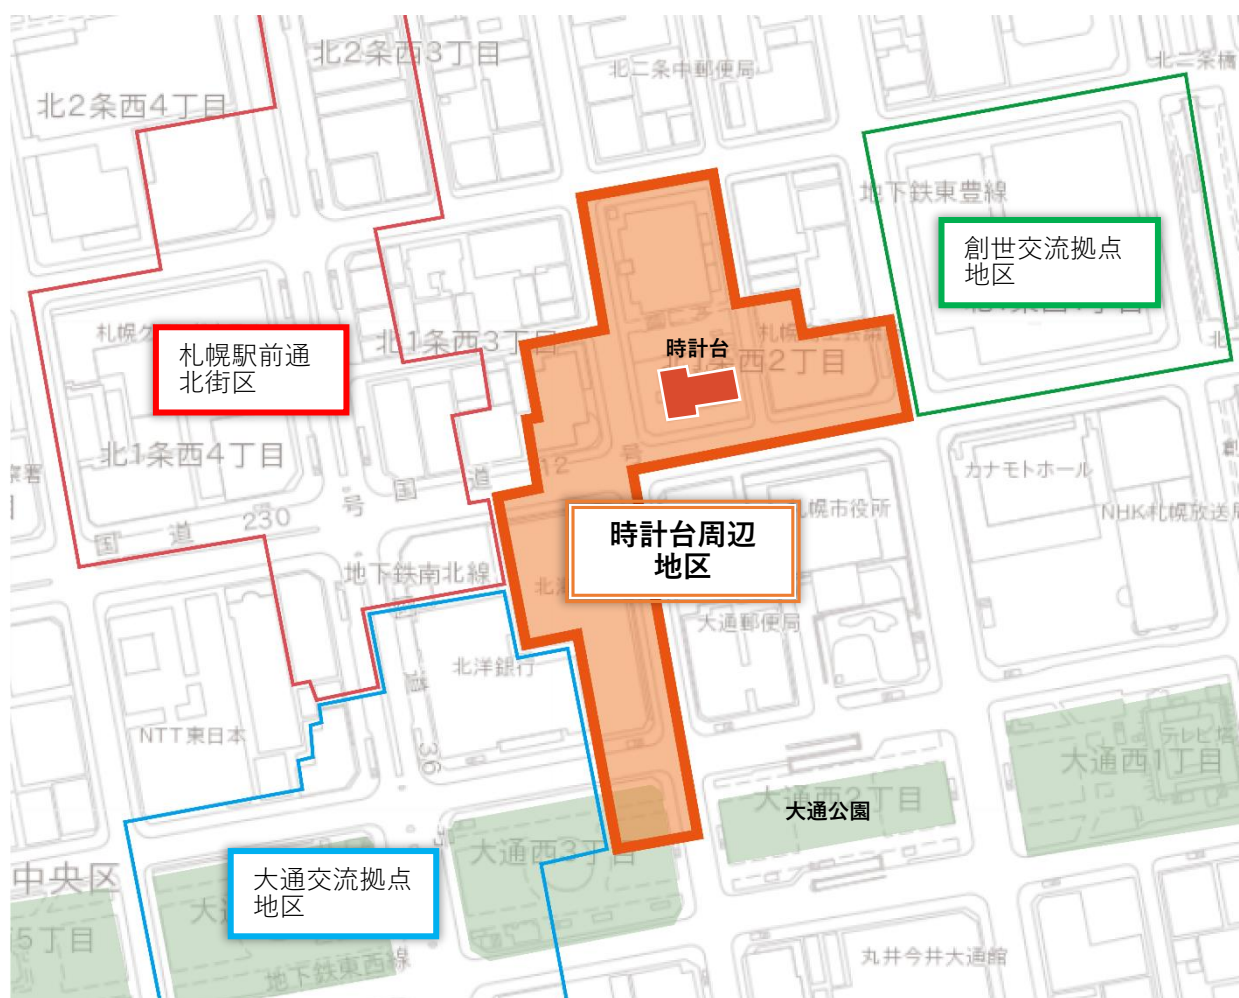 北2条西3丁目
北二条中郵便局
北二条橋
北2条西4丁目
地下鉄東豊線
創世交流拠点
地区
札幌駅前通
北街区
北1条西3丁目
時計台
条西2丁目
北1条西4丁目
国道
12
号
カナモトホール
国道 230 号
幌市役所
NHK札幌放送局
時計台周辺
地区
地下鉄南北線
大通郵便局
北洋銀行
NTT東日本
36
テレビ塔
大通西1丁目
大通西2丁目
大通公園
大通西3丁目
中央区
大通交流拠点
地区
5丁目
地下鉄東西線
丸井今井大通館